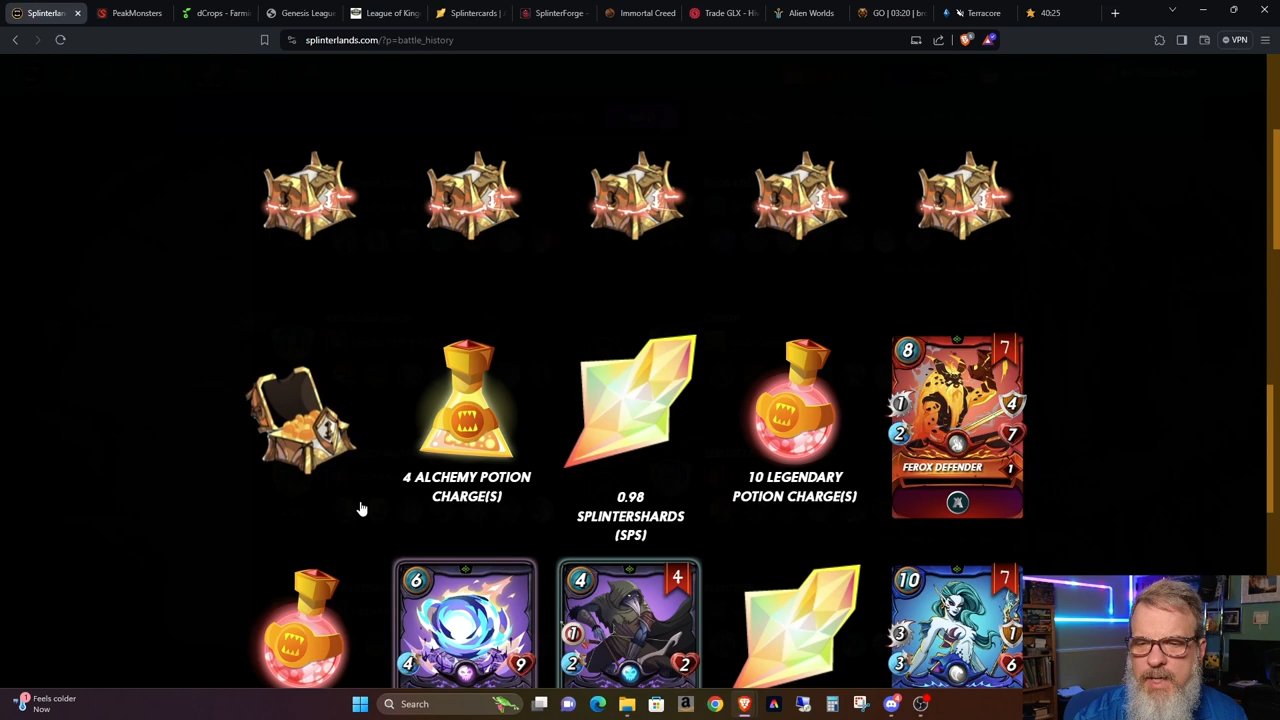 Splinterlan
PeakMonsters
dCrops - Farmi
Genesis Leagu
League of King
Splintercards | A
SplinterForge -
Immortal Creed
Trade GLX - Hi
Alien Worlds
GO | 03:20 | br
Terracore
40:25
splinterlands.com/?p=battle_history
VPN
8
7
1
4
2
7
4 ALCHEMY POTION
CHARGE(S)
0.98
SPLINTERSHARDS
(SPS)
10 LEGENDARY
POTION CHARGE(S)
FEROX DEFENDER
1
6
4
9
4
4
1
2
2
10
7
3
1
3
6
Feels colder
Now
Search